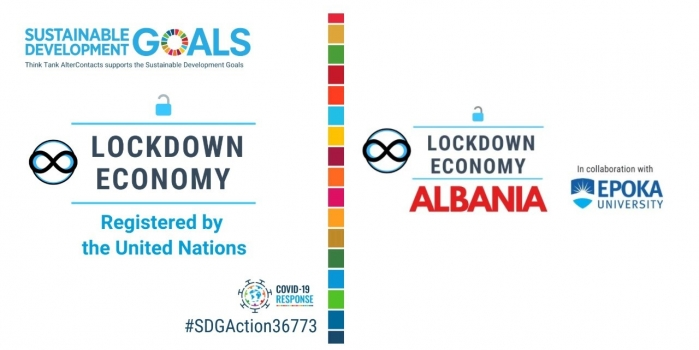 SUSTAINABLE
DEVELOPMENT
GOALS
Think Tank AlterContacts supports the Sustainable Development Goals
LOCKDOWN
ECONOMY
Registered by
the United Nations
COVID-19
RESPONSE
#SDGAction36773
LOCKDOWN
ECONOMY
ALBANIA
In collaboration with
EPOKA
UNIVERSITY